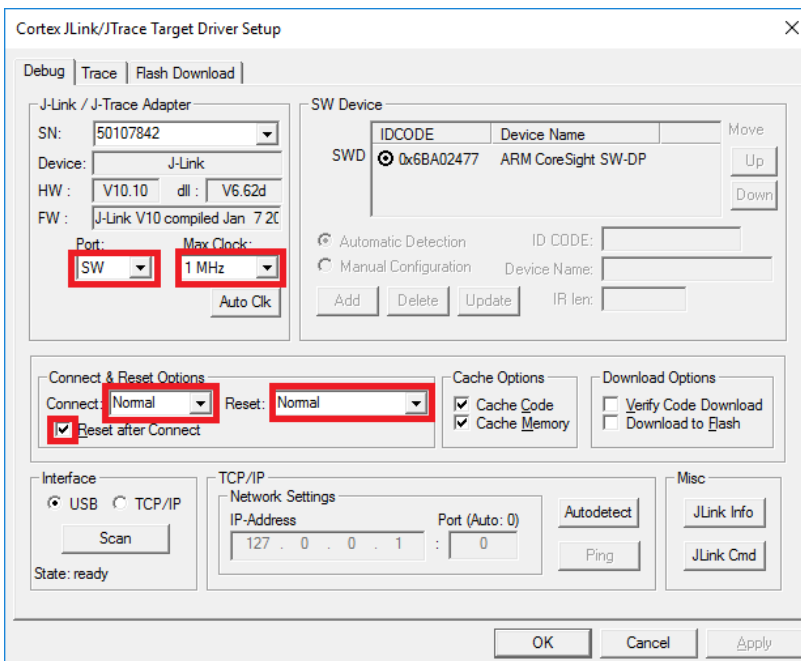 Cortex JLink/JTrace Target Driver Setup
Debug Trace Flash Download
J-Link / J-Trace Adapter
SN: 50107842
Device: J-Link
HW : V10.10 dll : V6.62d
FW : J-Link V10 compiled Jan 7 20
Port: Max Clock:
SW 1 MHz
Auto Clk
SW Device
IDCODE Device Name Move
SWD 0x6BA02477 ARM CoreSight SW-DP Up
Down
Automatic Detection ID CODE:
Manual Configuration Device Name:
Add Delete Update IR len:
Connect & Reset Options
Connect: Normal Reset: Normal
Reset after Connect
Cache Options
Cache Code
Cache Memory
Download Options
Verify Code Download
Download to Flash
Interface
USB TCP/IP
Scan
State: ready
TCP/IP
Network Settings
IP-Address Port (Auto: 0)
127 . 0 . 0 . 1 : 0
Autodetect
Ping
Misc
JLink Info
JLink Cmd
OK Cancel Apply